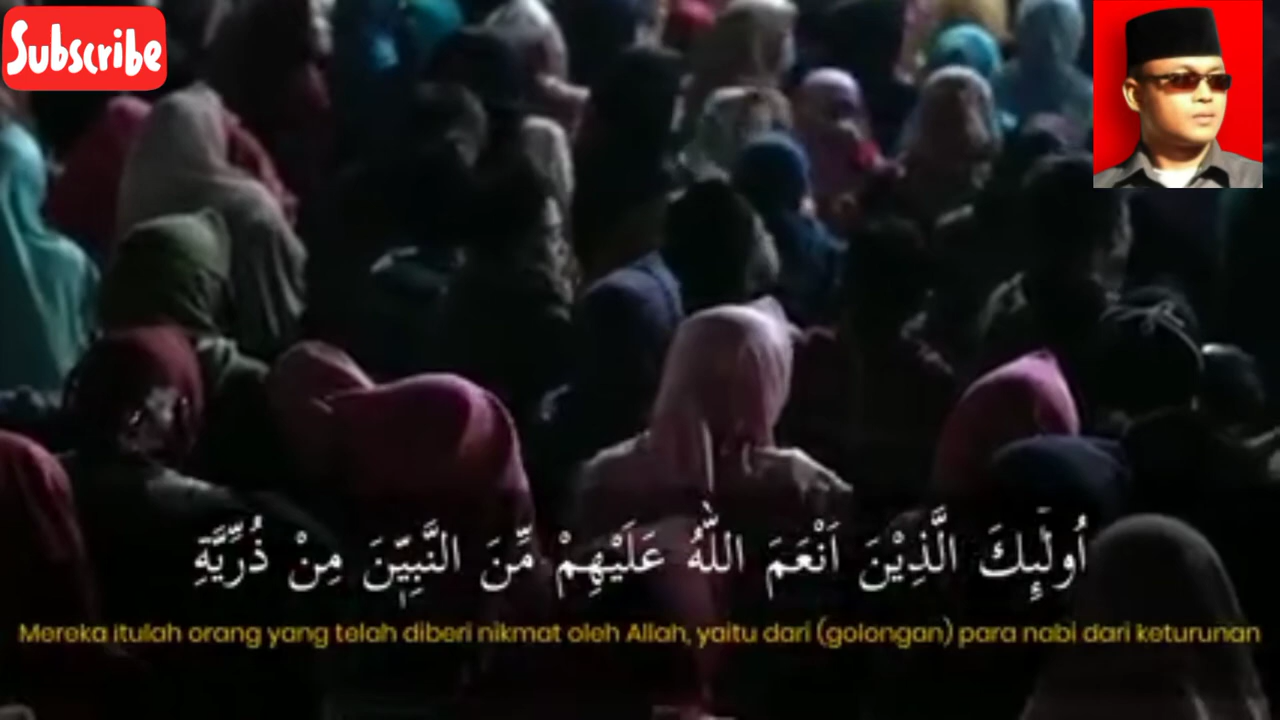 Subscribe
اُولٰۤىِٕكَ الَّذِيْنَ اَنْعَمَ اللّٰهُ عَلَيْهِمْ مِّنَ النَّبِيّٖنَ مِنْ ذُرِّيَّةِ
Mereka itulah orang yang telah diberi nikmat oleh Allah, yaitu dari (golongan) para nabi dari keturunan